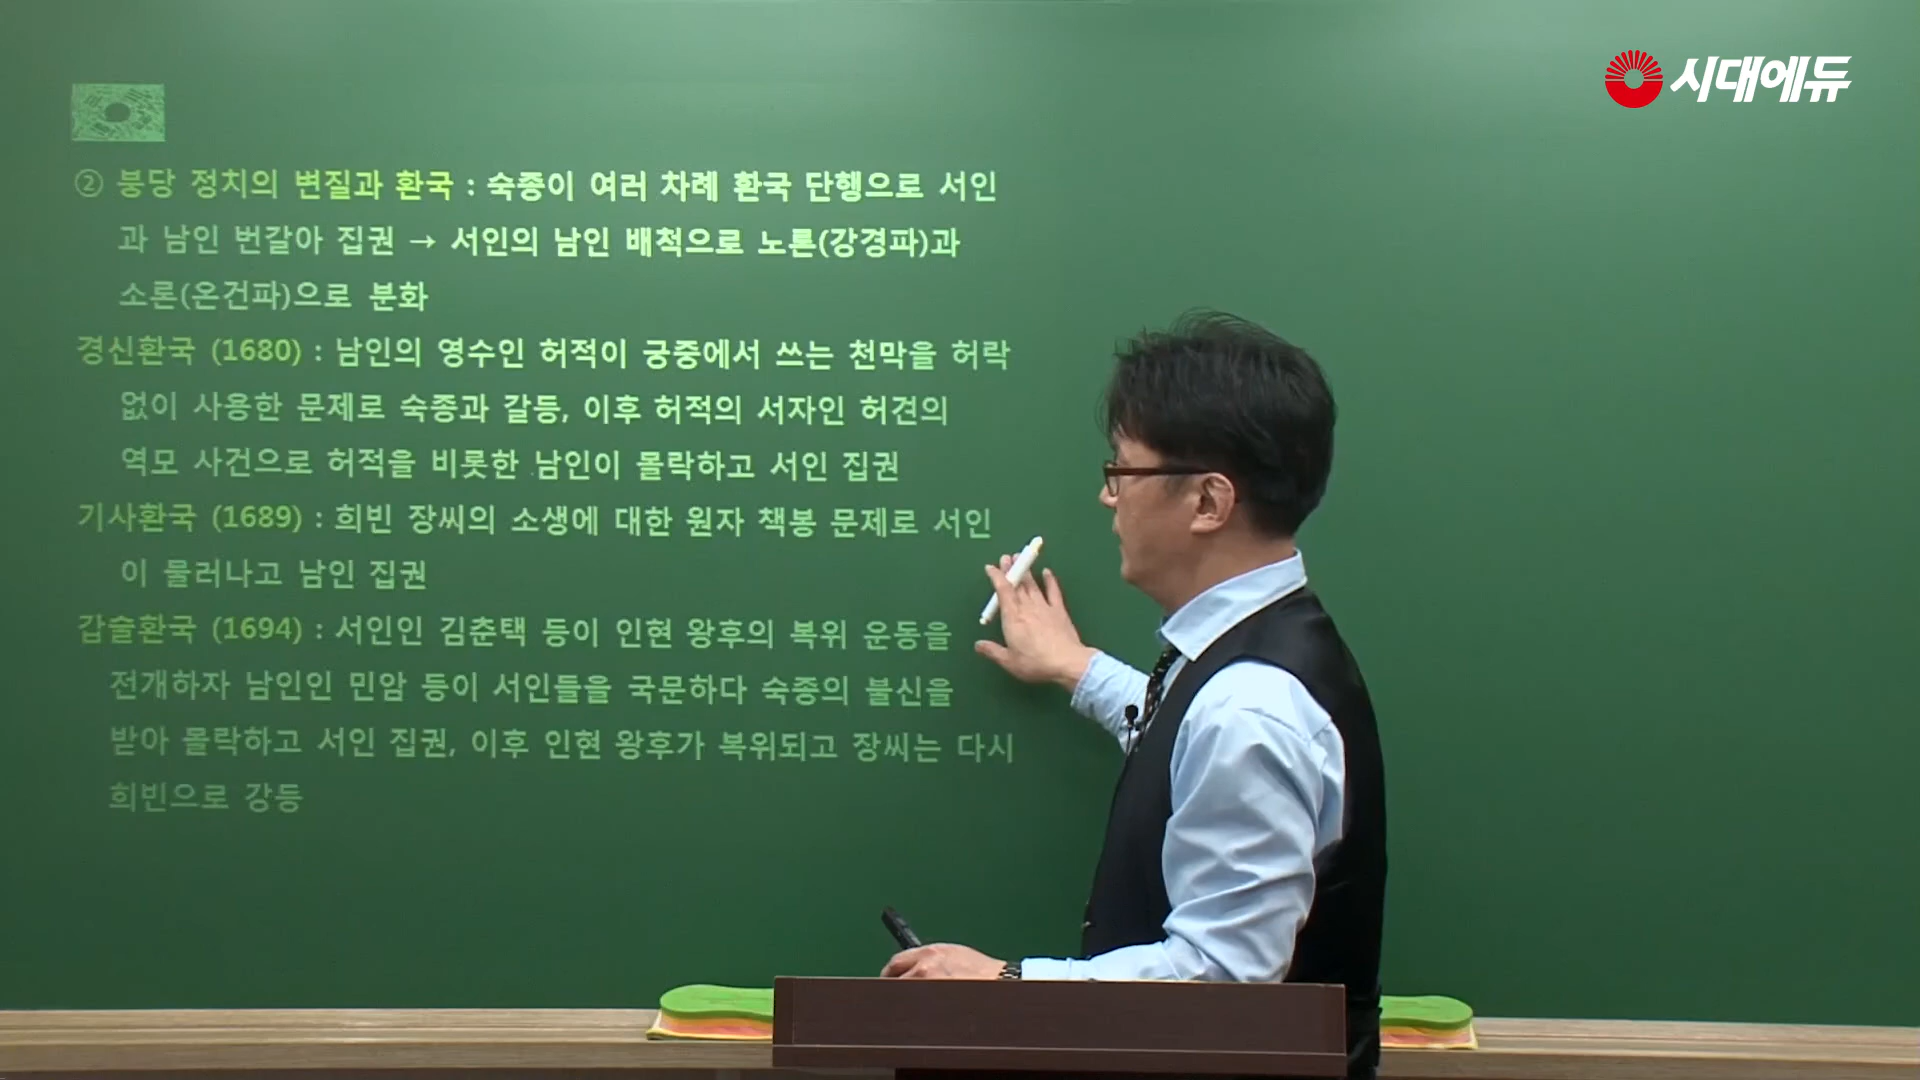 시대에듀
② 붕당 정치의 변질과 환국 : 숙종이 여러 차례 환국 단행으로 서인
과 남인 번갈아 집권 → 서인의 남인 배척으로 노론(강경파)과
소론(온건파)으로 분화
경신환국 (1680) : 남인의 영수인 허적이 궁중에서 쓰는 천막을 허락
없이 사용한 문제로 숙종과 갈등, 이후 허적의 서자인 허견의
역모 사건으로 허적을 비롯한 남인이 몰락하고 서인 집권
기사환국 (1689) : 희빈 장씨의 소생에 대한 원자 책봉 문제로 서인
이 물러나고 남인 집권
갑술환국 (1694) : 서인인 김춘택 등이 인현 왕후의 복위 운동을
전개하자 남인인 민암 등이 서인들을 국문하다 숙종의 불신을
받아 몰락하고 서인 집권, 이후 인현 왕후가 복위되고 장씨는 다시
희빈으로 강등